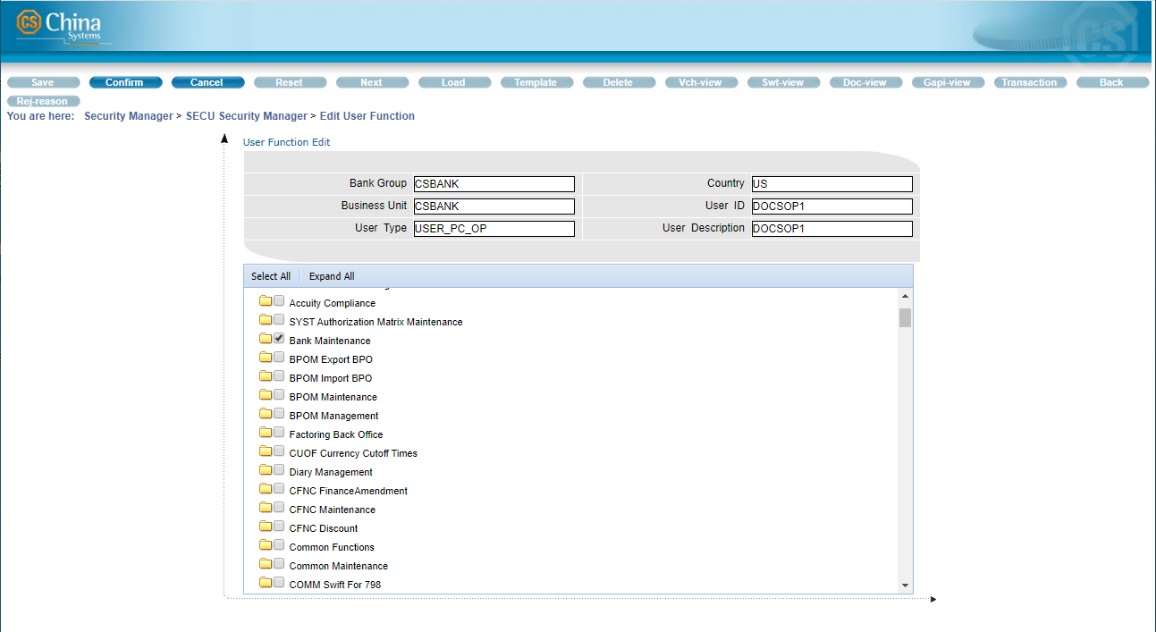 CS China
Systems
CS
Save Confirm Cancel Reset Next Load Template Delete Vch-view Swt-view Doc-view Gapi-view Transaction Back
Rej-reason
You are here: Security Manager > SECU Security Manager > Edit User Function
User Function Edit
Bank Group CSBANK Country US
Business Unit CSBANK User ID DOCSOP1
User Type USER_PC_OP User Description DOCSOP1
Select All Expand All
Accuity Compliance
SYST Authorization Matrix Maintenance
Bank Maintenance
BPOM Export BPO
BPOM Import BPO
BPOM Maintenance
BPOM Management
Factoring Back Office
CUOF Currency Cutoff Times
Diary Management
CFNC FinanceAmendment
CFNC Maintenance
CFNC Discount
Common Functions
Common Maintenance
COMM Swift For 798